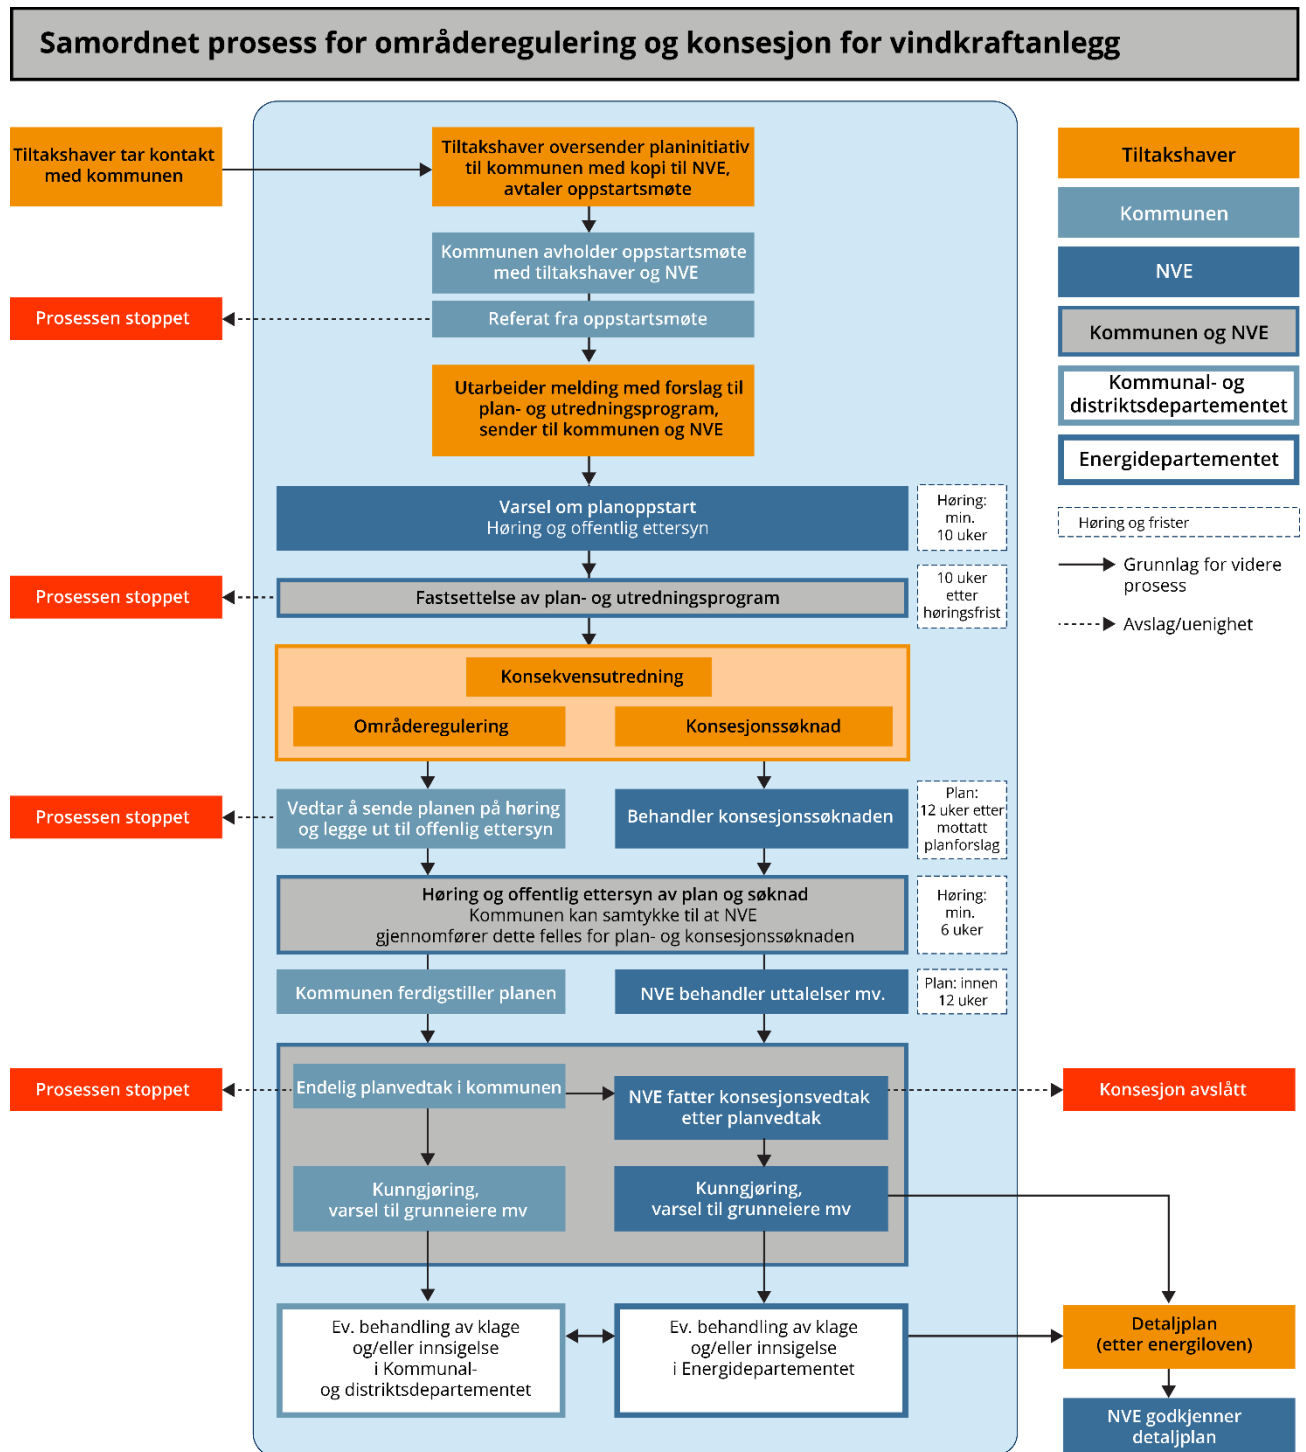 Samordnet prosess for områderegulering og konsesjon for vindkraftanlegg
Tiltakshaver tar kontakt
med kommunen
Tiltakshaver oversender planinitiativ
til kommunen med kopi til NVE,
avtaler oppstartsmøte
Kommunen avholder oppstartsmøte
med tiltakshaver og NVE
Prosessen stoppet
Referat fra oppstartsmøte
Utarbeider melding med forslag til
plan- og utredningsprogram,
sender til kommunen og NVE
Varsel om planoppstart
Høring og offentlig ettersyn
Høring:
min.
10 uker
Prosessen stoppet
Fastsettelse av plan- og utredningsprogram
10 uker
etter
høringsfrist
Konsekvensutredning
Områderegulering
Konsesjonssøknad
Prosessen stoppet
Vedtar å sende planen på høring
og legge ut til offenlig ettersyn
Behandler konsesjonssøknaden
Plan:
12 uker etter
mottatt
planforslag
Høring og offentlig ettersyn av plan og søknad
Kommunen kan samtykke til at NVE
gjennomfører dette felles for plan- og konsesjonssøknaden
Høring:
min.
6 uker
Kommunen ferdigstiller planen
NVE behandler uttalelser mv.
Plan: innen
12 uker
Prosessen stoppet
Endelig planvedtak i kommunen
NVE fatter konsesjonsvedtak
etter planvedtak
Konsesjon avslått
Kunngjøring,
varsel til grunneiere mv
Kunngjøring,
varsel til grunneiere mv
Ev. behandling av klage
og/eller innsigelse
i Kommunal-
og distriktsdepartementet
Ev. behandling av klage
og/eller innsigelse
i Energidepartementet
Detaljplan
(etter energiloven)
NVE godkjenner
detaljplan
Tiltakshaver
Kommunen
NVE
Kommunen og NVE
Kommunal- og
distriktsdepartementet
Energidepartementet
Høring og frister
Grunnlag for videre
prosess
Avslag/uenighet